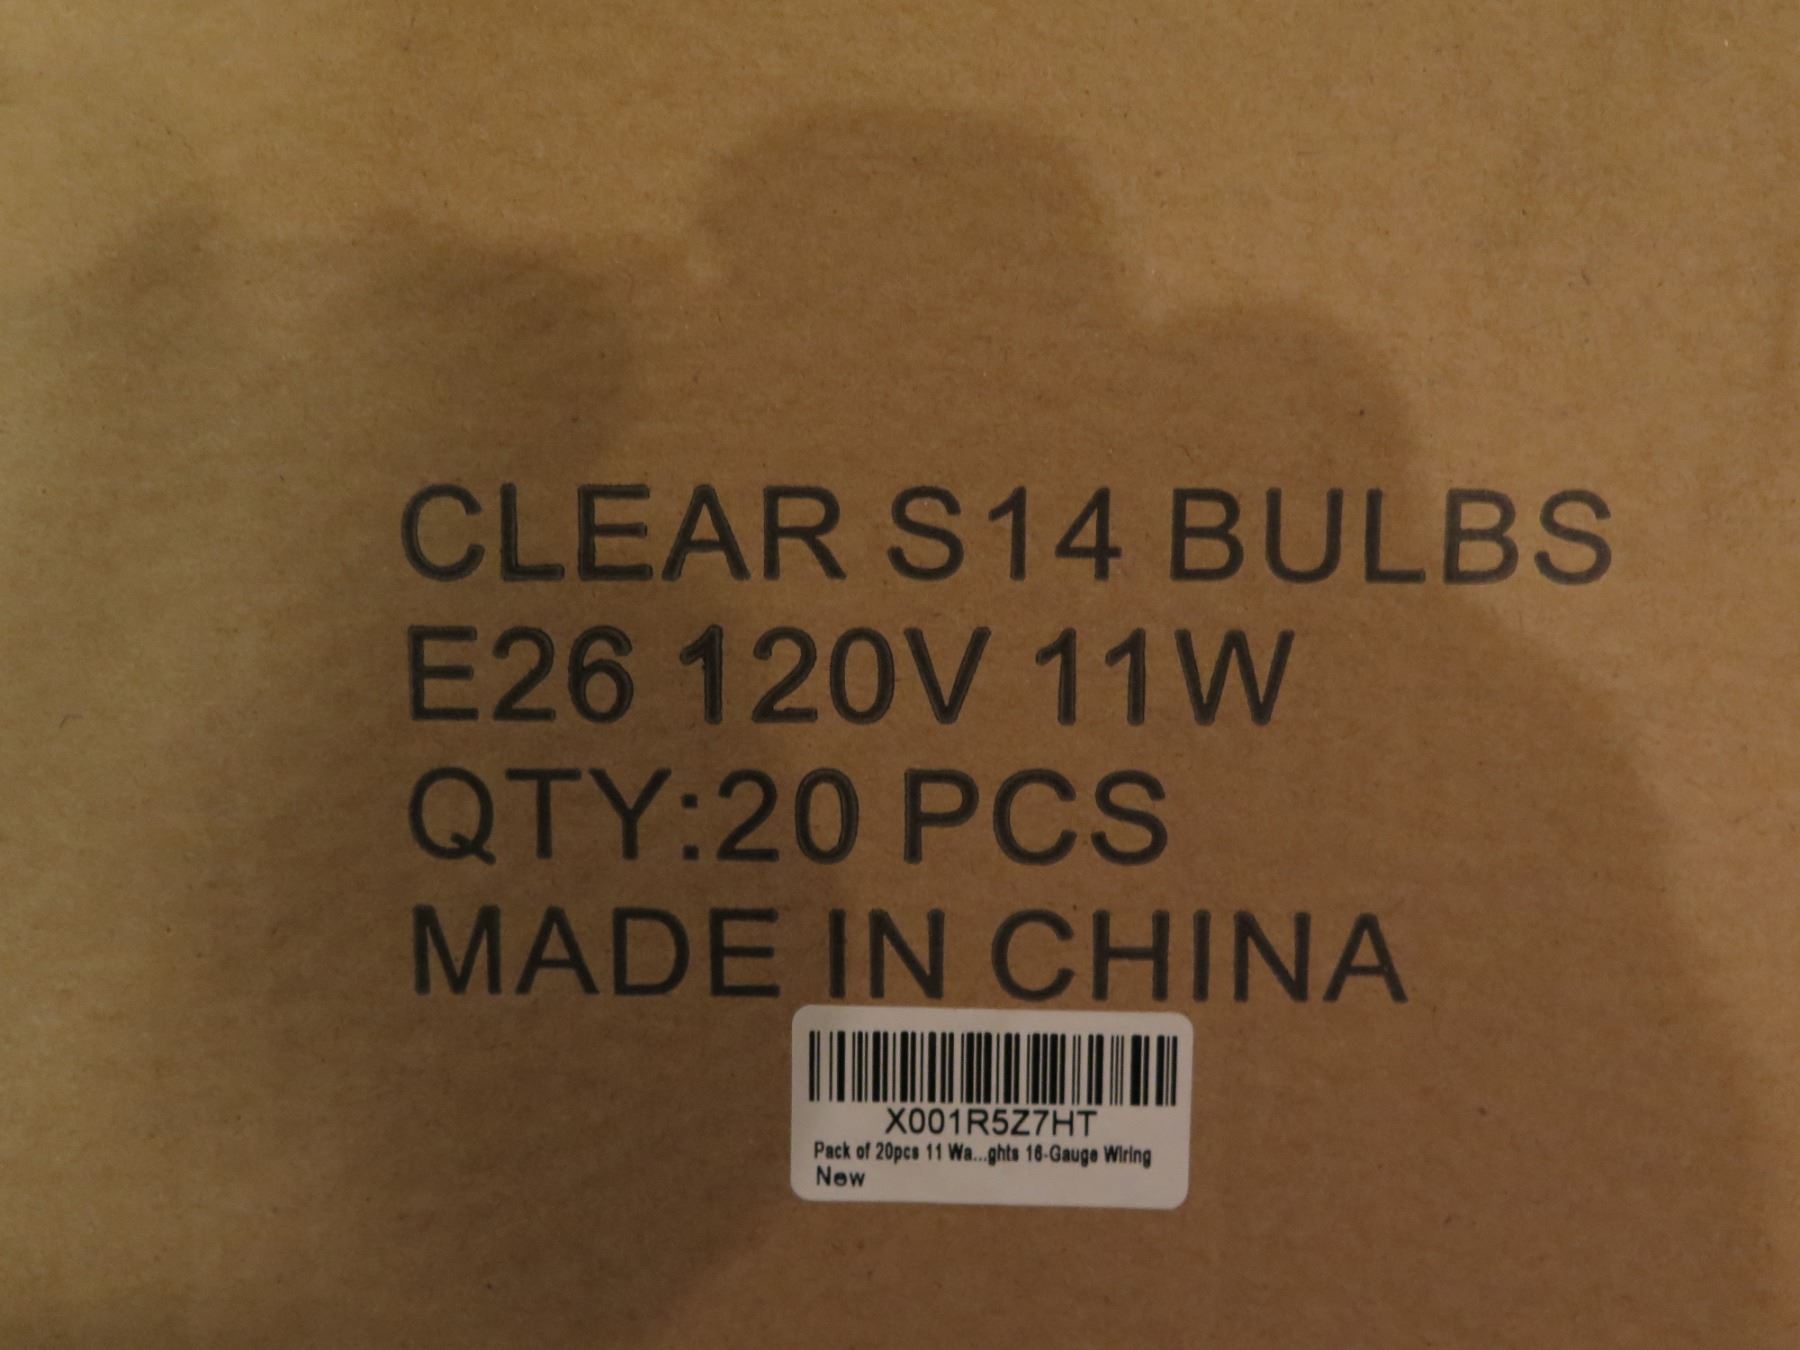 CLEAR S14 BULBS
E26 120V 11W
QTY:20 PCS
MADE IN CHINA
X001R5Z7HT
Pack of 20pcs 11 Wa...ghts 16-Gauge Wiring
New